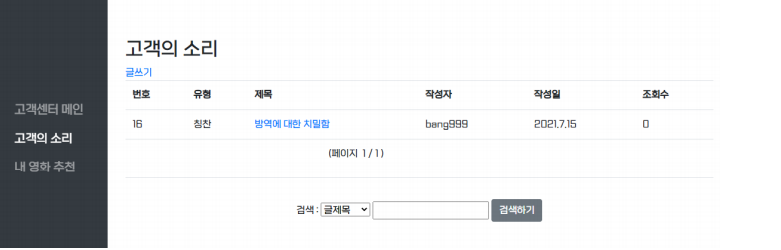 고객센터 메인
고객의 소리
내 영화 추천
고객의 소리
글쓰기
번호 유형 제목 작성자 작성일 조회수
16 칭찬 방역에 대한 치밀함 bang999 2021.7.15 0
(페이지 1 / 1)
검색 : 글제목 검색하기